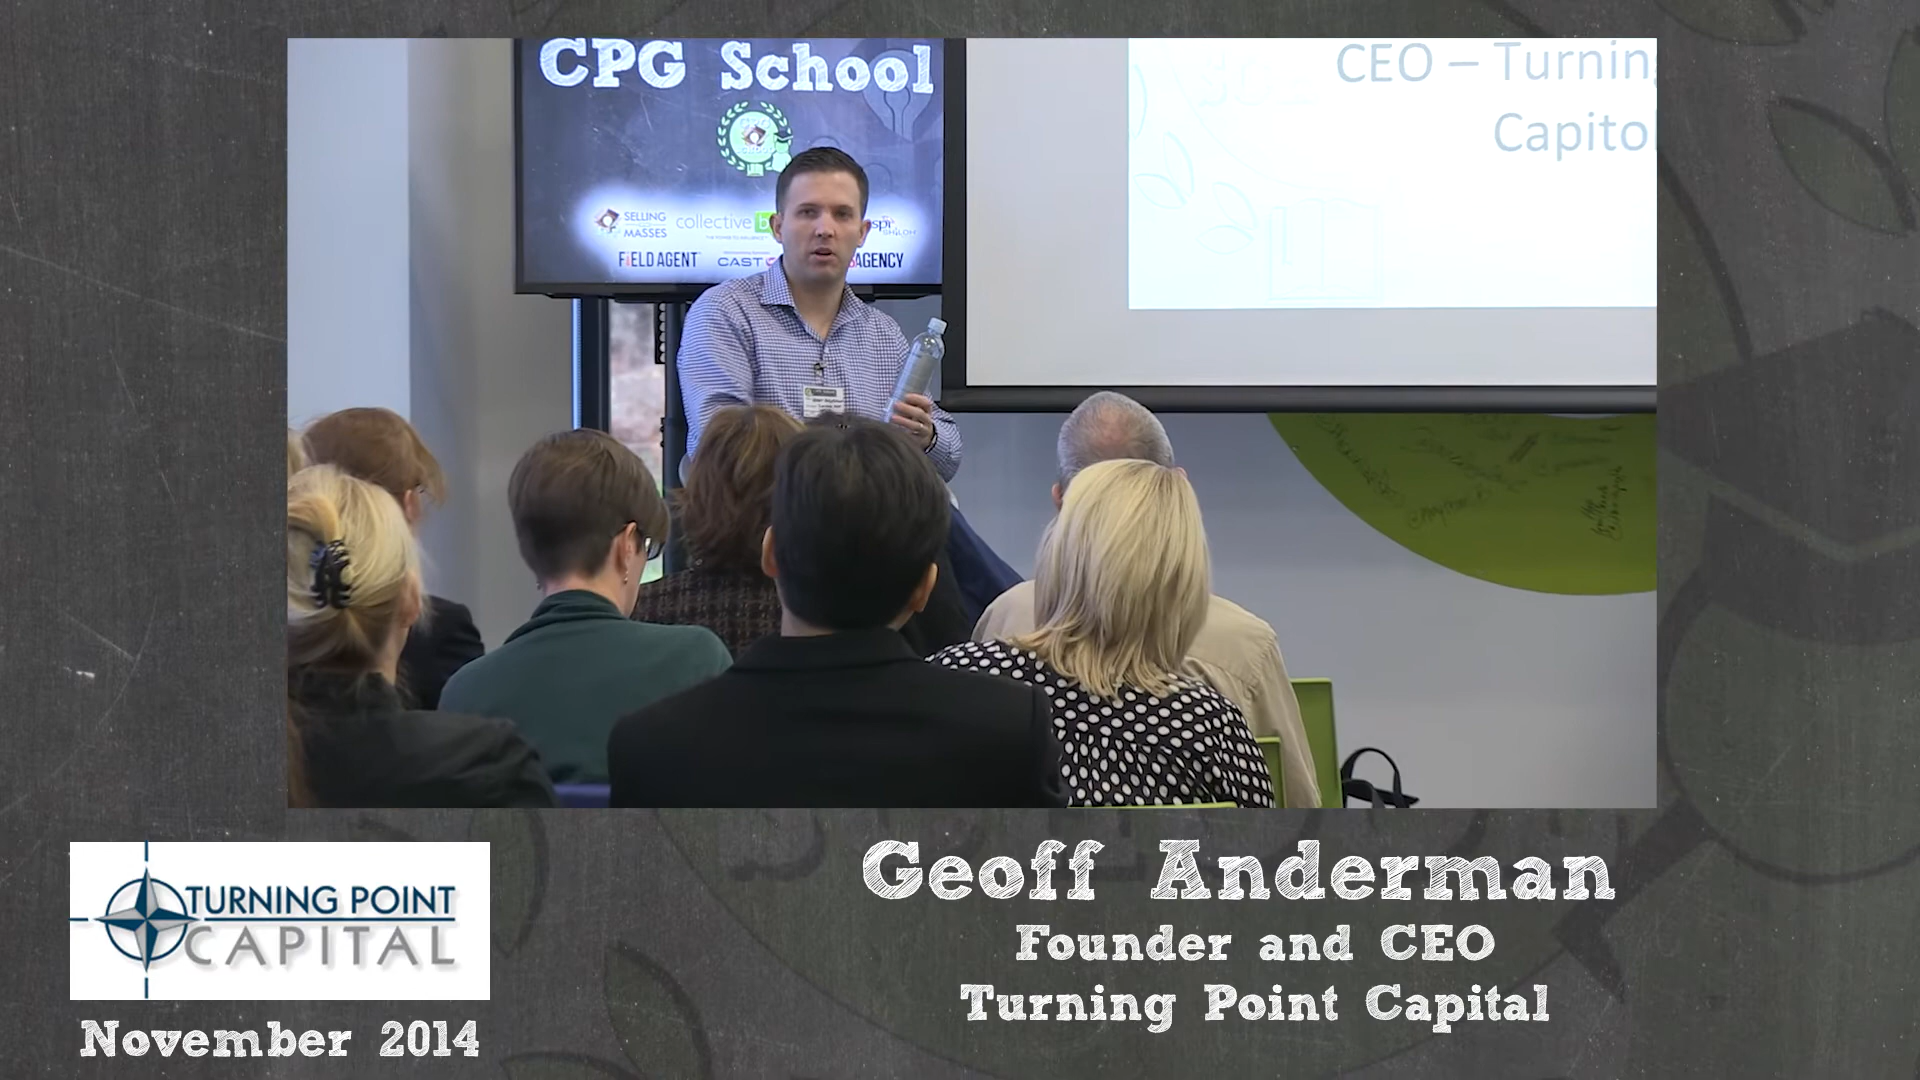 CPG School
CEO – Turnin
Capito
SELLING
MASSES
collective b
FIELD AGENT
CAST
AGENCY
Geoff Anderman
Founder and CEO
Turning Point Capital
TURNING POINT
CAPITAL
November 2014